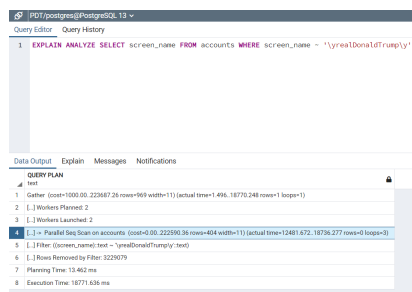 PDT/postgres@PostgreSQL 13
Query Editor Query History
1 EXPLAIN ANALYZE SELECT screen_name FROM accounts WHERE screen_name ~ '\yrealDonaldTrump\y'
Data Output Explain Messages Notifications
QUERY PLAN
text
1 Gather (cost=1000.00..223687.26 rows=969 width=11) (actual time=1.496..18770.248 rows=1 loops=1)
2 [...] Workers Planned: 2
3 [...] Workers Launched: 2
4 [...] -> Parallel Seq Scan on accounts (cost=0.00..222590.36 rows=404 width=11) (actual time=12481.672..18736.277 rows=0 loops=3)
5 [...] Filter: ((screen_name)::text ~ '\yrealDonaldTrump\y'::text)
6 [...] Rows Removed by Filter: 3229079
7 Planning Time: 13.462 ms
8 Execution Time: 18771.636 ms